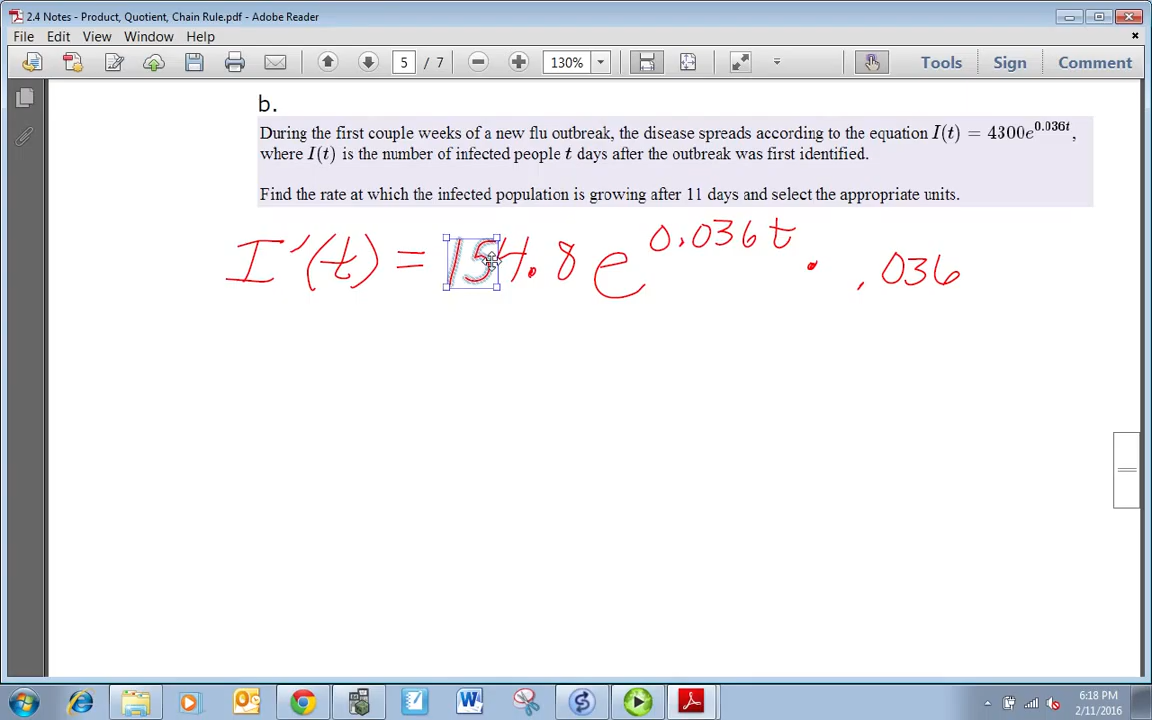 2.4 Notes - Product, Quotient, Chain Rule.pdf - Adobe Reader
File Edit View Window Help
5 / 7 130% Tools Sign Comment
b.
During the first couple weeks of a new flu outbreak, the disease spreads according to the equation I(t) = 4300e^0.036t,
where I(t) is the number of infected people t days after the outbreak was first identified.
Find the rate at which the infected population is growing after 11 days and select the appropriate units.
I'(t) = 154.8 e^0.036t · .036
6:18 PM
2/11/2016